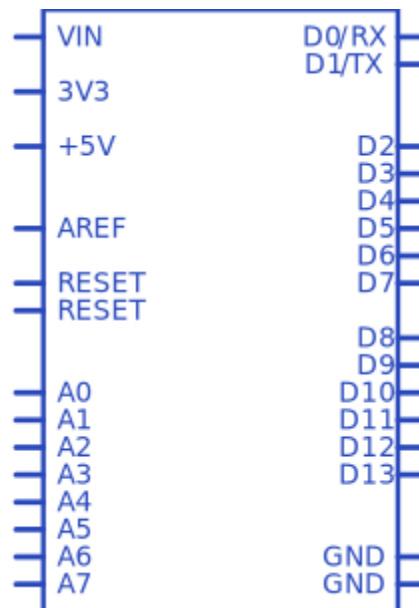 VIN
3V3
+5V
AREF
RESET
RESET
A0
A1
A2
A3
A4
A5
A6
A7
D0/RX
D1/TX
D2
D3
D4
D5
D6
D7
D8
D9
D10
D11
D12
D13
GND
GND